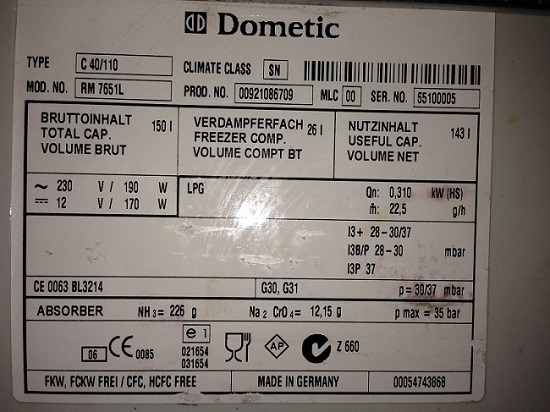 Dometic
TYPE C 40/110 CLIMATE CLASS SN
MOD. NO. RM 7651L PROD. NO. 00921086709 MLC 00 SER. NO. 65100005
BRUTTOINHALT
TOTAL CAP. 150 l
VOLUME BRUT
VERDAMPFERFACH
FREEZER COMP. 26 l
VOLUME COMPT BT
NUTZINHALT
USEFUL CAP. 143 l
VOLUME NET
~ 230 V / 190 W
⎓ 12 V / 170 W
LPG Qn: 0,310 kW (HS)
ṁ: 22,5 g/h
I3+ 28-30/37
I3B/P 28-30 mbar
I3P 37
CE 0063 BL3214 G30, G31 p= 30/37 mbar
ABSORBER NH3= 226 g Na2 CrO4= 12,15 g p max = 35 bar
06 CE 0085 e1 021654 031654 AP Z 660
FKW, FCKW FREI / CFC, HCFC FREE MADE IN GERMANY 00054743868